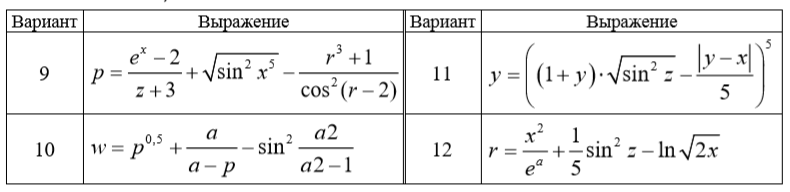 Вариант Выражение Вариант Выражение
9 p = (e^x − 2)/(z + 3) + √(sin² x⁵) − (r³ + 1)/(cos²(r − 2)) 11 y = ((1 + y)·√(sin² z) − |y − x|/5)⁵
10 w = p^0,5 + a/(a − p) − sin² a2/(a2 − 1) 12 r = x²/e^a + 1/5 sin² z − ln √(2x)